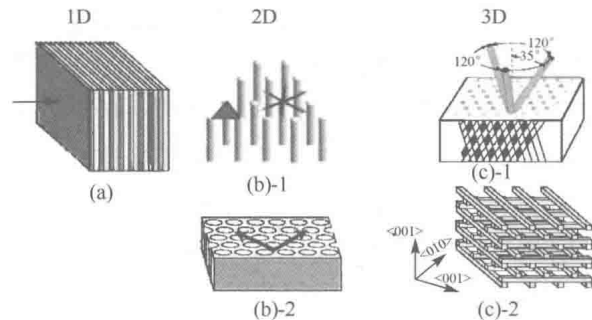 1D
2D
3D
120°
120°
35°
(a)
(b)-1
(c)-1
(b)-2
<001>
<010>
<001>
(c)-2